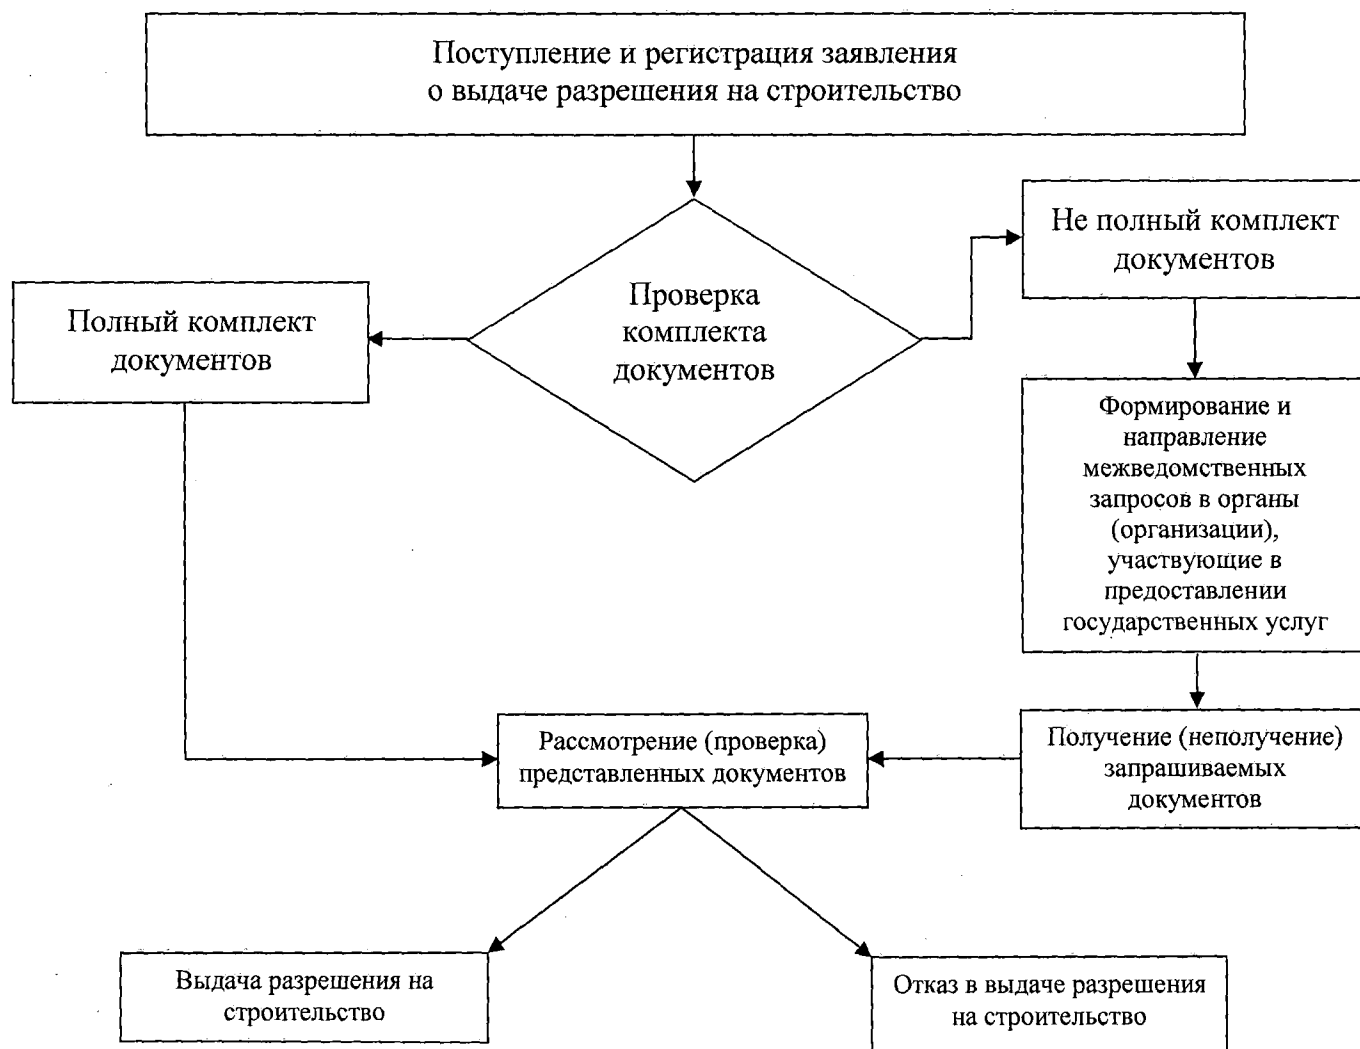 Поступление и регистрация заявления
о выдаче разрешения на строительство
Не полный комплект
документов
Проверка
комплекта
документов
Полный комплект
документов
Формирование и
направление
межведомственных
запросов в органы
(организации),
участвующие в
предоставлении
государственных услуг
Рассмотрение (проверка)
представленных документов
Получение (неполучение)
запрашиваемых
документов
Выдача разрешения на
строительство
Отказ в выдаче разрешения
на строительство